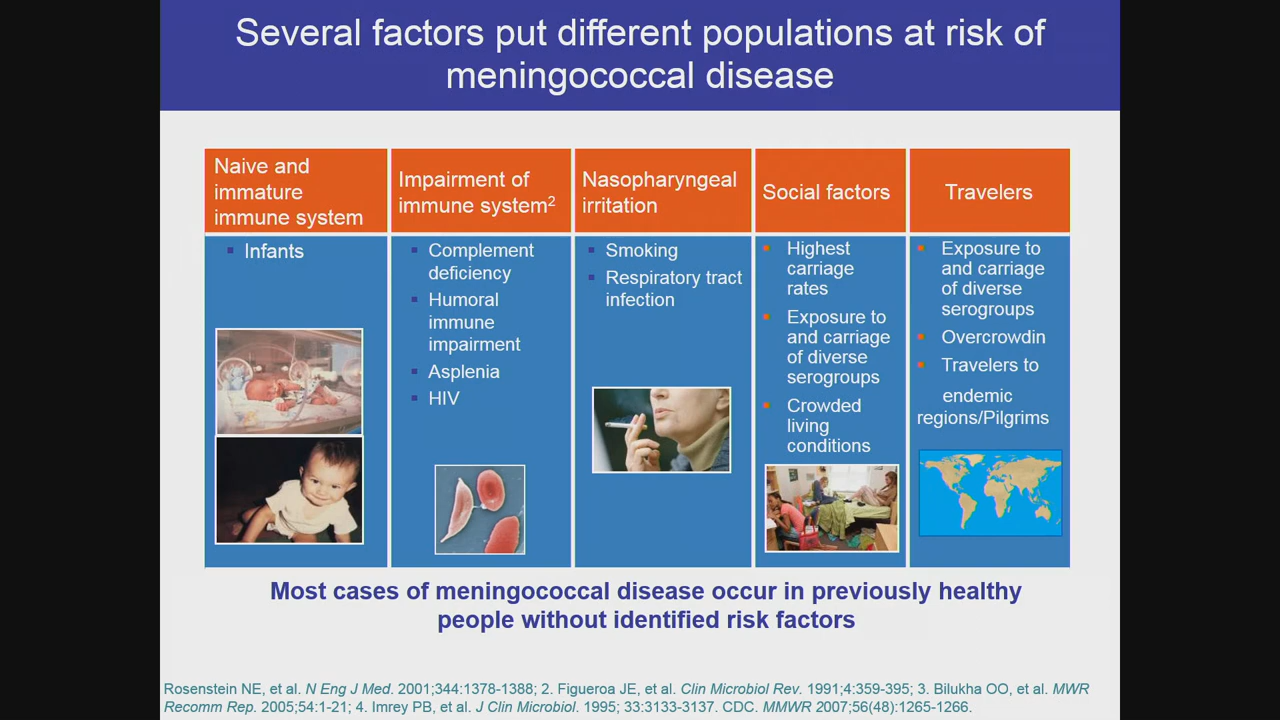 Several factors put different populations at risk of
meningococcal disease
Naive and
immature
immune system
Infants
Impairment of
immune system2
Complement
deficiency
Humoral
immune
impairment
Asplenia
HIV
Nasopharyngeal
irritation
Smoking
Respiratory tract
infection
Social factors
Highest
carriage
rates
Exposure to
and carriage
of diverse
serogroups
Crowded
living
conditions
Travelers
Exposure to
and carriage
of diverse
serogroups
Overcrowdin
Travelers to
endemic
regions/Pilgrims
Most cases of meningococcal disease occur in previously healthy
people without identified risk factors
Rosenstein NE, et al. N Eng J Med. 2001;344:1378-1388; 2. Figueroa JE, et al. Clin Microbiol Rev. 1991;4:359-395; 3. Bilukha OO, et al. MWR
Recomm Rep. 2005;54:1-21; 4. Imrey PB, et al. J Clin Microbiol. 1995; 33:3133-3137. CDC. MMWR 2007;56(48):1265-1266.